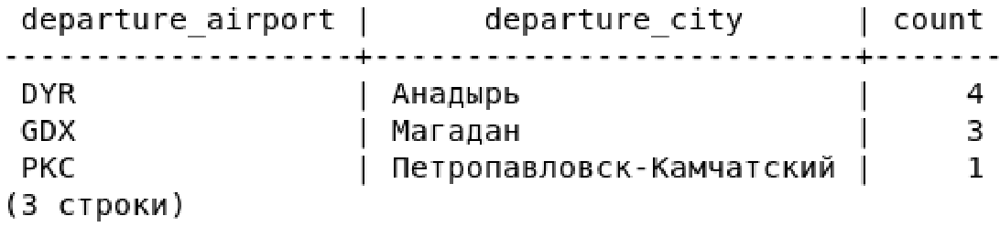 departure_airport | departure_city | count
-------------------+--------------------------+-------
DYR | Анадырь | 4
GDX | Магадан | 3
PKC | Петропавловск-Камчатский | 1
(3 строки)